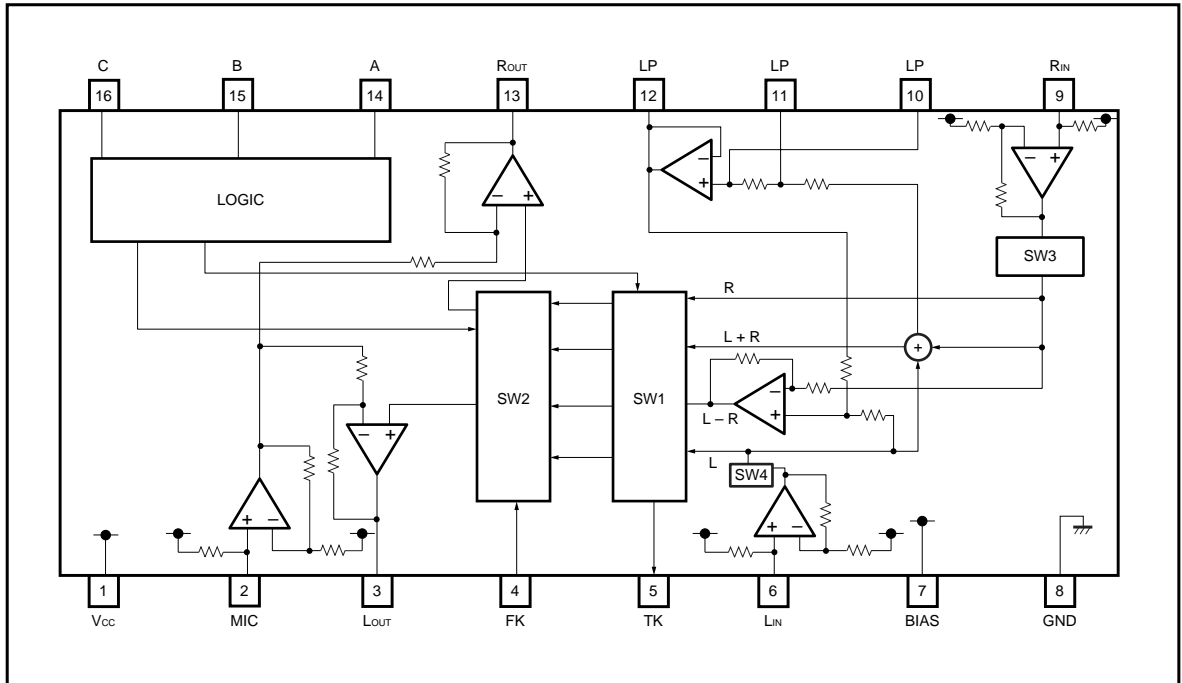 C B A ROUT LP LP LP RIN
16 15 14 13 12 11 10 9
LOGIC
− +
−
+
− +
SW3
R
L + R
+
SW2 SW1
− +
−
+
L – R
L
SW4
+ −
+ −
1 2 3 4 5 6 7 8
VCC MIC LOUT FK TK LIN BIAS GND